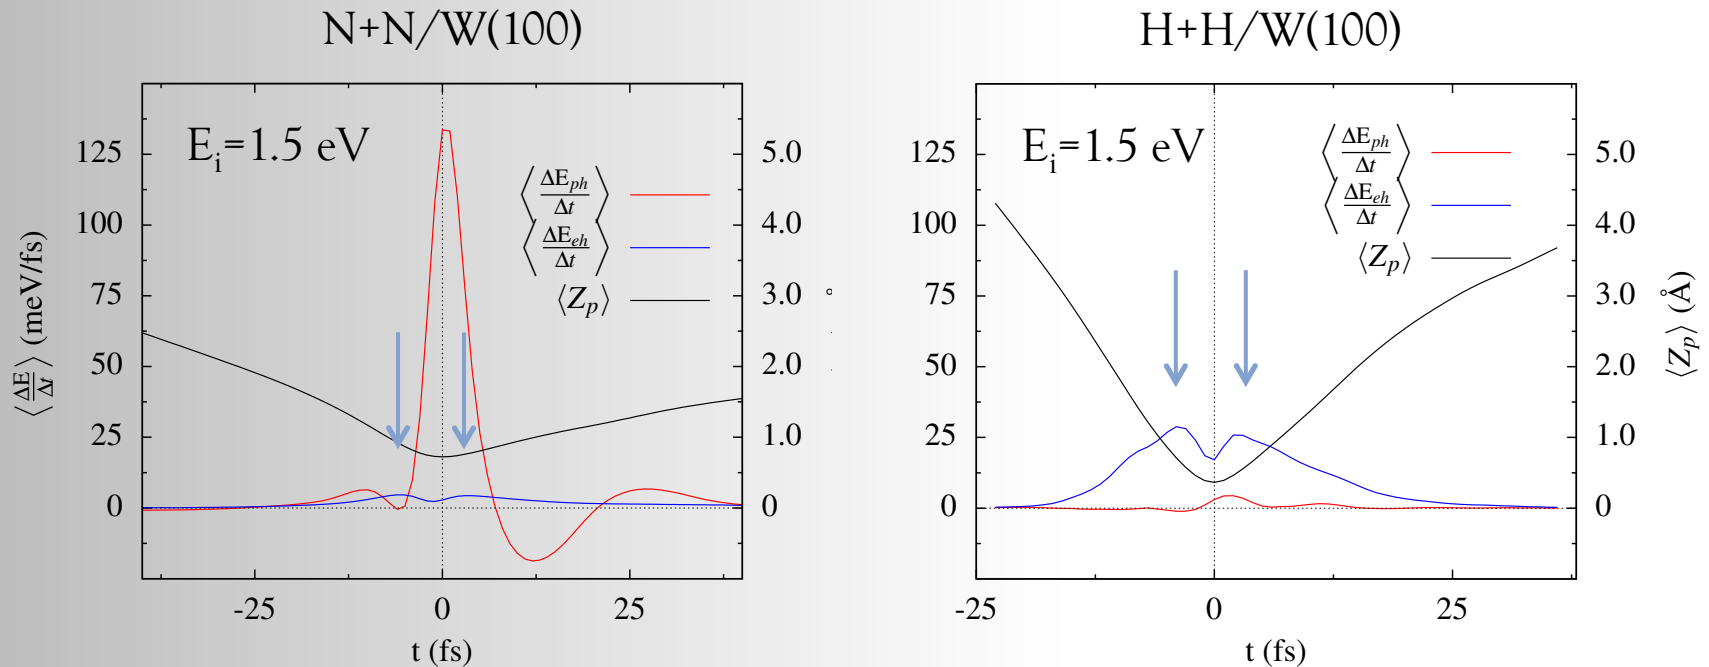 N+N/W(100)
E_i=1.5 eV
⟨ΔE_ph/Δt⟩
⟨ΔE_eh/Δt⟩
⟨Z_p⟩
⟨ΔE/Δt⟩ (meV/fs)
125
100
75
50
25
0
5.0
4.0
3.0
2.0
1.0
0
-25
0
25
t (fs)
H+H/W(100)
E_i=1.5 eV
⟨ΔE_ph/Δt⟩
⟨ΔE_eh/Δt⟩
⟨Z_p⟩
125
100
75
50
25
0
5.0
4.0
3.0
2.0
1.0
0
⟨Z_p⟩ (Å)
-25
0
25
t (fs)